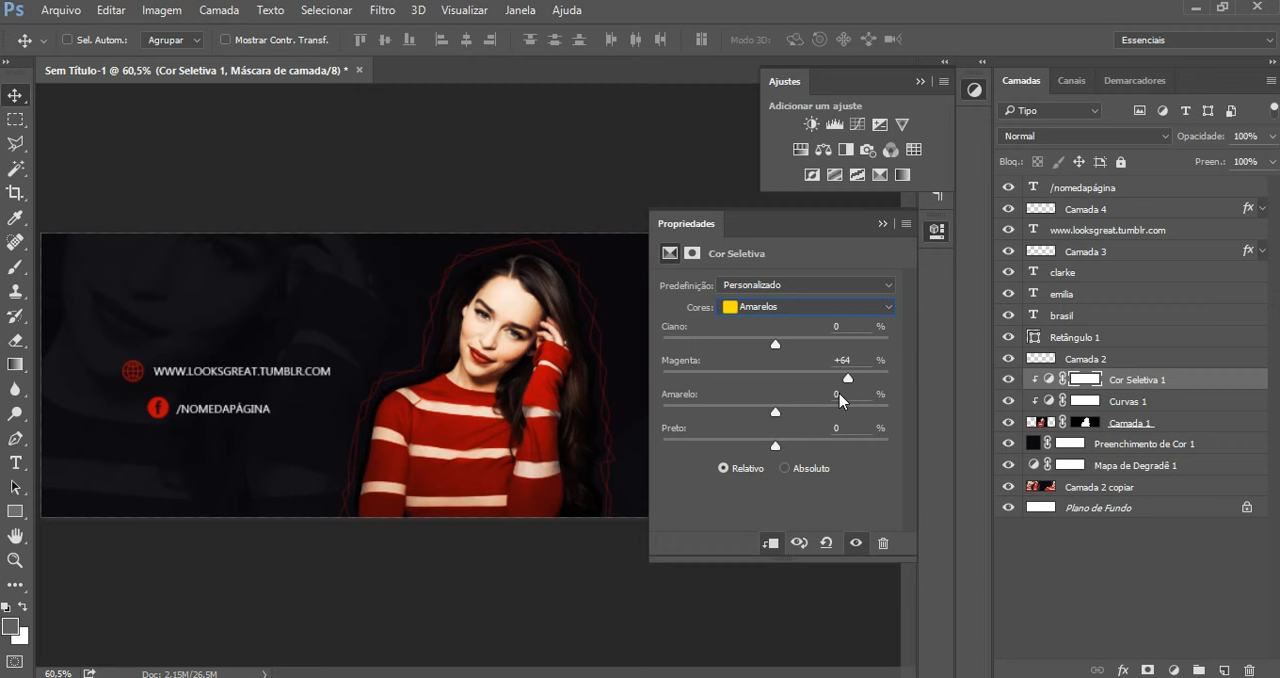 Ps Arquivo Editar Imagem Camada Texto Selecionar Filtro 3D Visualizar Janela Ajuda
Sel. Autom.: Agrupar Mostrar Contr. Transf. Modo 3D: Essenciais
Sem Título-1 @ 60,5% (Cor Seletiva 1, Máscara de camada/8) *
Ajustes
Adicionar um ajuste
Propriedades
Cor Seletiva
Predefinição: Personalizado
Cores: Amarelos
Ciano: 0 %
Magenta: +64 %
Amarelo: 0 %
Preto: 0 %
Relativo Absoluto
WWW.LOOKSGREAT.TUMBLR.COM
f /NOMEDAPÁGINA
Camadas Canais Demarcadores
Tipo
Normal Opacidade: 100%
Bloq.: Preen.: 100%
T /nomedapágina
Camada 4 fx
T www.looksgreat.tumblr.com
Camada 3 fx
T clarke
T emilia
T brasil
Retângulo 1
Camada 2
Cor Seletiva 1
Curvas 1
Camada 1
Preenchimento de Cor 1
Mapa de Degradê 1
Camada 2 copiar
Plano de Fundo
fx
60,5% Doc: 2,15M/26,5M